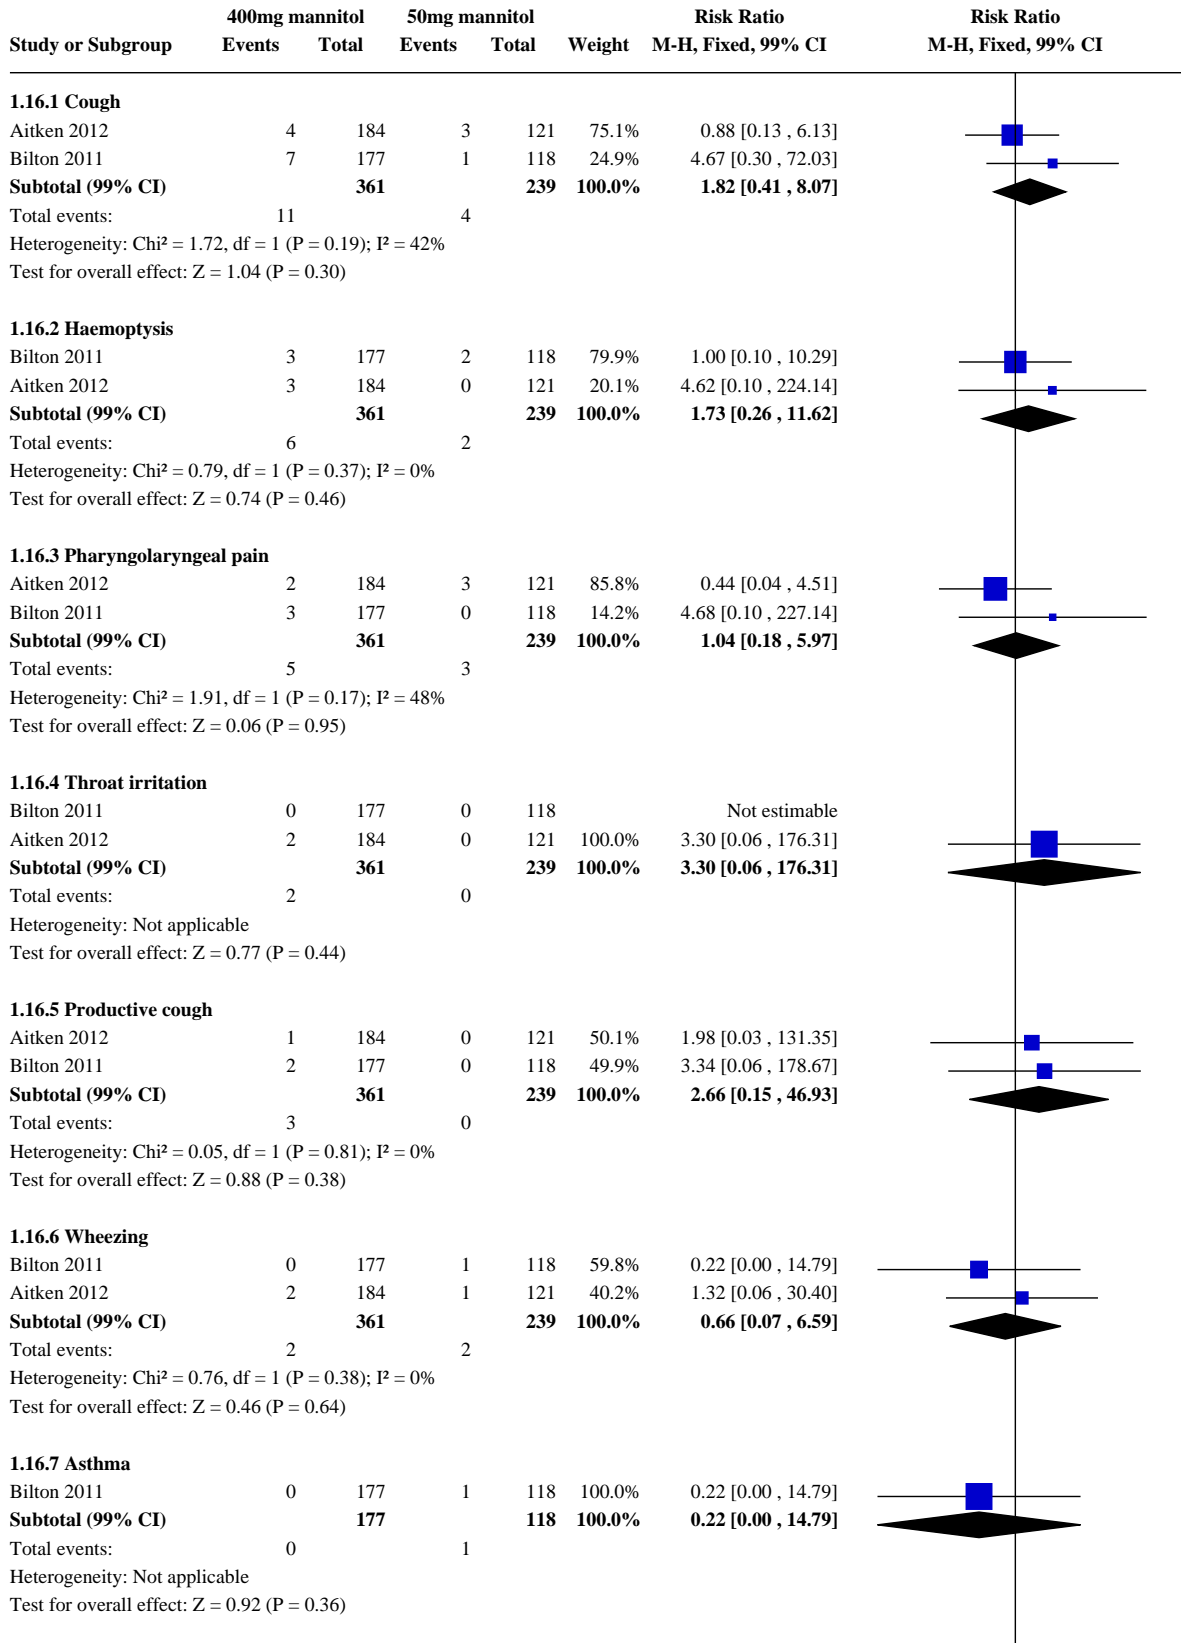 400mg mannitol 50mg mannitol Risk Ratio Risk Ratio
Study or Subgroup Events Total Events Total Weight M-H, Fixed, 99% CI M-H, Fixed, 99% CI
1.16.1 Cough
Aitken 2012 4 184 3 121 75.1% 0.88 [0.13 , 6.13]
Bilton 2011 7 177 1 118 24.9% 4.67 [0.30 , 72.03]
Subtotal (99% CI) 361 239 100.0% 1.82 [0.41 , 8.07]
Total events: 11 4
Heterogeneity: Chi² = 1.72, df = 1 (P = 0.19); I² = 42%
Test for overall effect: Z = 1.04 (P = 0.30)
1.16.2 Haemoptysis
Bilton 2011 3 177 2 118 79.9% 1.00 [0.10 , 10.29]
Aitken 2012 3 184 0 121 20.1% 4.62 [0.10 , 224.14]
Subtotal (99% CI) 361 239 100.0% 1.73 [0.26 , 11.62]
Total events: 6 2
Heterogeneity: Chi² = 0.79, df = 1 (P = 0.37); I² = 0%
Test for overall effect: Z = 0.74 (P = 0.46)
1.16.3 Pharyngolaryngeal pain
Aitken 2012 2 184 3 121 85.8% 0.44 [0.04 , 4.51]
Bilton 2011 3 177 0 118 14.2% 4.68 [0.10 , 227.14]
Subtotal (99% CI) 361 239 100.0% 1.04 [0.18 , 5.97]
Total events: 5 3
Heterogeneity: Chi² = 1.91, df = 1 (P = 0.17); I² = 48%
Test for overall effect: Z = 0.06 (P = 0.95)
1.16.4 Throat irritation
Bilton 2011 0 177 0 118 Not estimable
Aitken 2012 2 184 0 121 100.0% 3.30 [0.06 , 176.31]
Subtotal (99% CI) 361 239 100.0% 3.30 [0.06 , 176.31]
Total events: 2 0
Heterogeneity: Not applicable
Test for overall effect: Z = 0.77 (P = 0.44)
1.16.5 Productive cough
Aitken 2012 1 184 0 121 50.1% 1.98 [0.03 , 131.35]
Bilton 2011 2 177 0 118 49.9% 3.34 [0.06 , 178.67]
Subtotal (99% CI) 361 239 100.0% 2.66 [0.15 , 46.93]
Total events: 3 0
Heterogeneity: Chi² = 0.05, df = 1 (P = 0.81); I² = 0%
Test for overall effect: Z = 0.88 (P = 0.38)
1.16.6 Wheezing
Bilton 2011 0 177 1 118 59.8% 0.22 [0.00 , 14.79]
Aitken 2012 2 184 1 121 40.2% 1.32 [0.06 , 30.40]
Subtotal (99% CI) 361 239 100.0% 0.66 [0.07 , 6.59]
Total events: 2 2
Heterogeneity: Chi² = 0.76, df = 1 (P = 0.38); I² = 0%
Test for overall effect: Z = 0.46 (P = 0.64)
1.16.7 Asthma
Bilton 2011 0 177 1 118 100.0% 0.22 [0.00 , 14.79]
Subtotal (99% CI) 177 118 100.0% 0.22 [0.00 , 14.79]
Total events: 0 1
Heterogeneity: Not applicable
Test for overall effect: Z = 0.92 (P = 0.36)